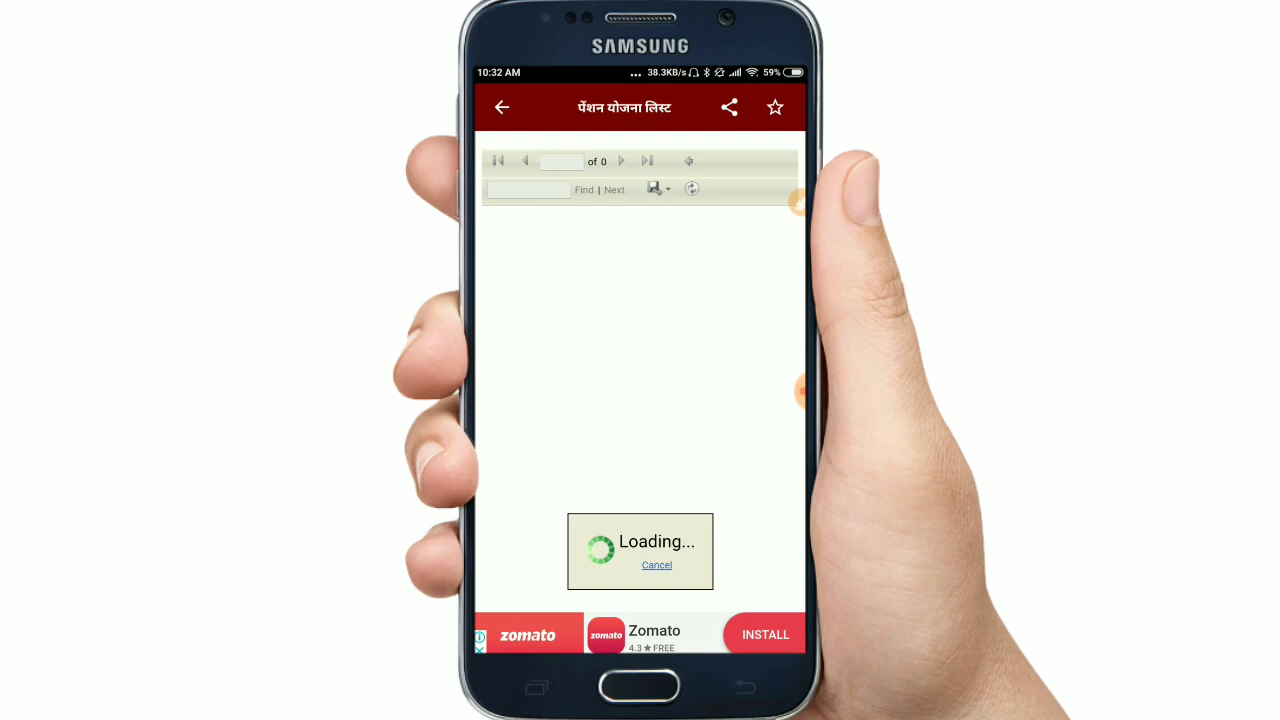 SAMSUNG
10:32 AM ... 38.3KB/s 59%
पेंशन योजना लिस्ट
of 0
Find | Next
Loading...
Cancel
zomato zomato Zomato INSTALL
4.3 ★ FREE